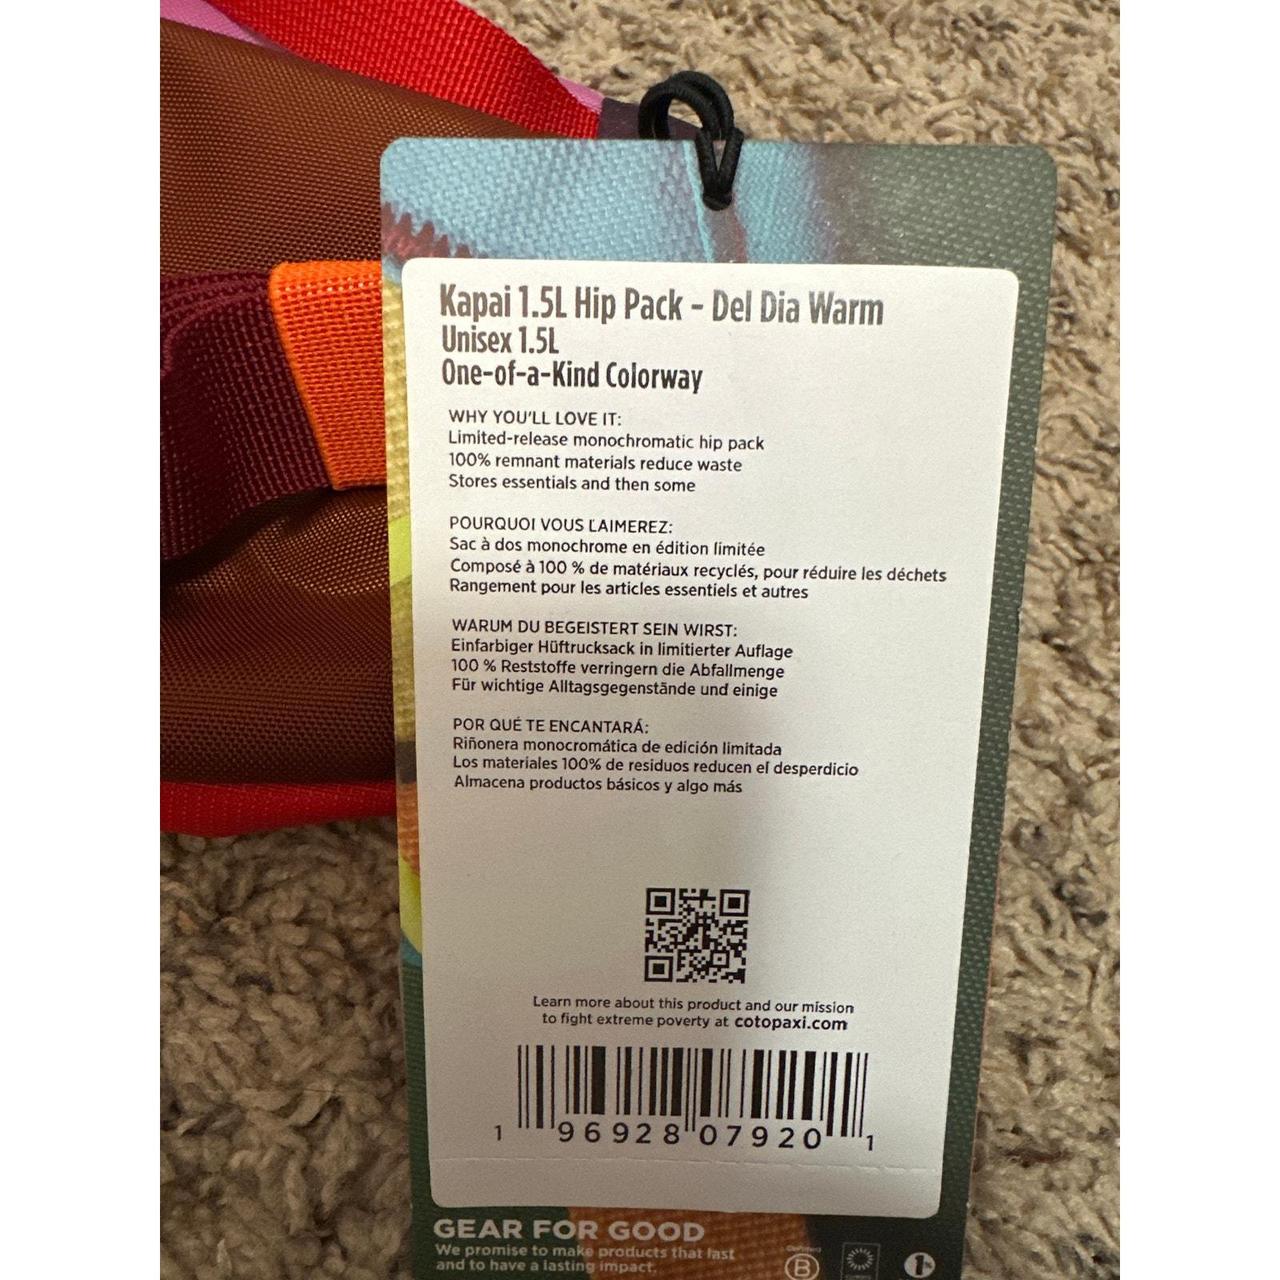 Kapai 1.5L Hip Pack – Del Dia Warm
Unisex 1.5L
One-of-a-Kind Colorway
WHY YOU'LL LOVE IT:
Limited-release monochromatic hip pack
100% remnant materials reduce waste
Stores essentials and then some
POURQUOI VOUS L'AIMEREZ:
Sac à dos monochrome en édition limitée
Composé à 100 % de matériaux recyclés, pour réduire les déchets
Rangement pour les articles essentiels et autres
WARUM DU BEGEISTERT SEIN WIRST:
Einfarbiger Hüftrucksack in limitierter Auflage
100 % Reststoffe verringern die Abfallmenge
Für wichtige Alltagsgegenstände und einige
POR QUÉ TE ENCANTARÁ:
Riñonera monocromática de edición limitada
Los materiales 100% de residuos reducen el desperdicio
Almacena productos básicos y algo más
Learn more about this product and our mission
to fight extreme poverty at cotopaxi.com
1 96928 07920 1
GEAR FOR GOOD
We promise to make products that last
and to have a lasting impact.
B
1%